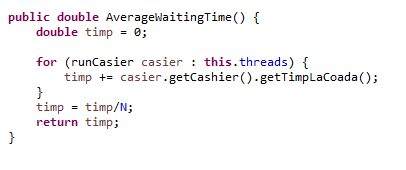 public double AverageWaitingTime() {
    double timp = 0;

    for (runCasier casier : this.threads) {
        timp += casier.getCashier().getTimpLaCoada();
    }
    timp = timp/N;
    return timp;
}